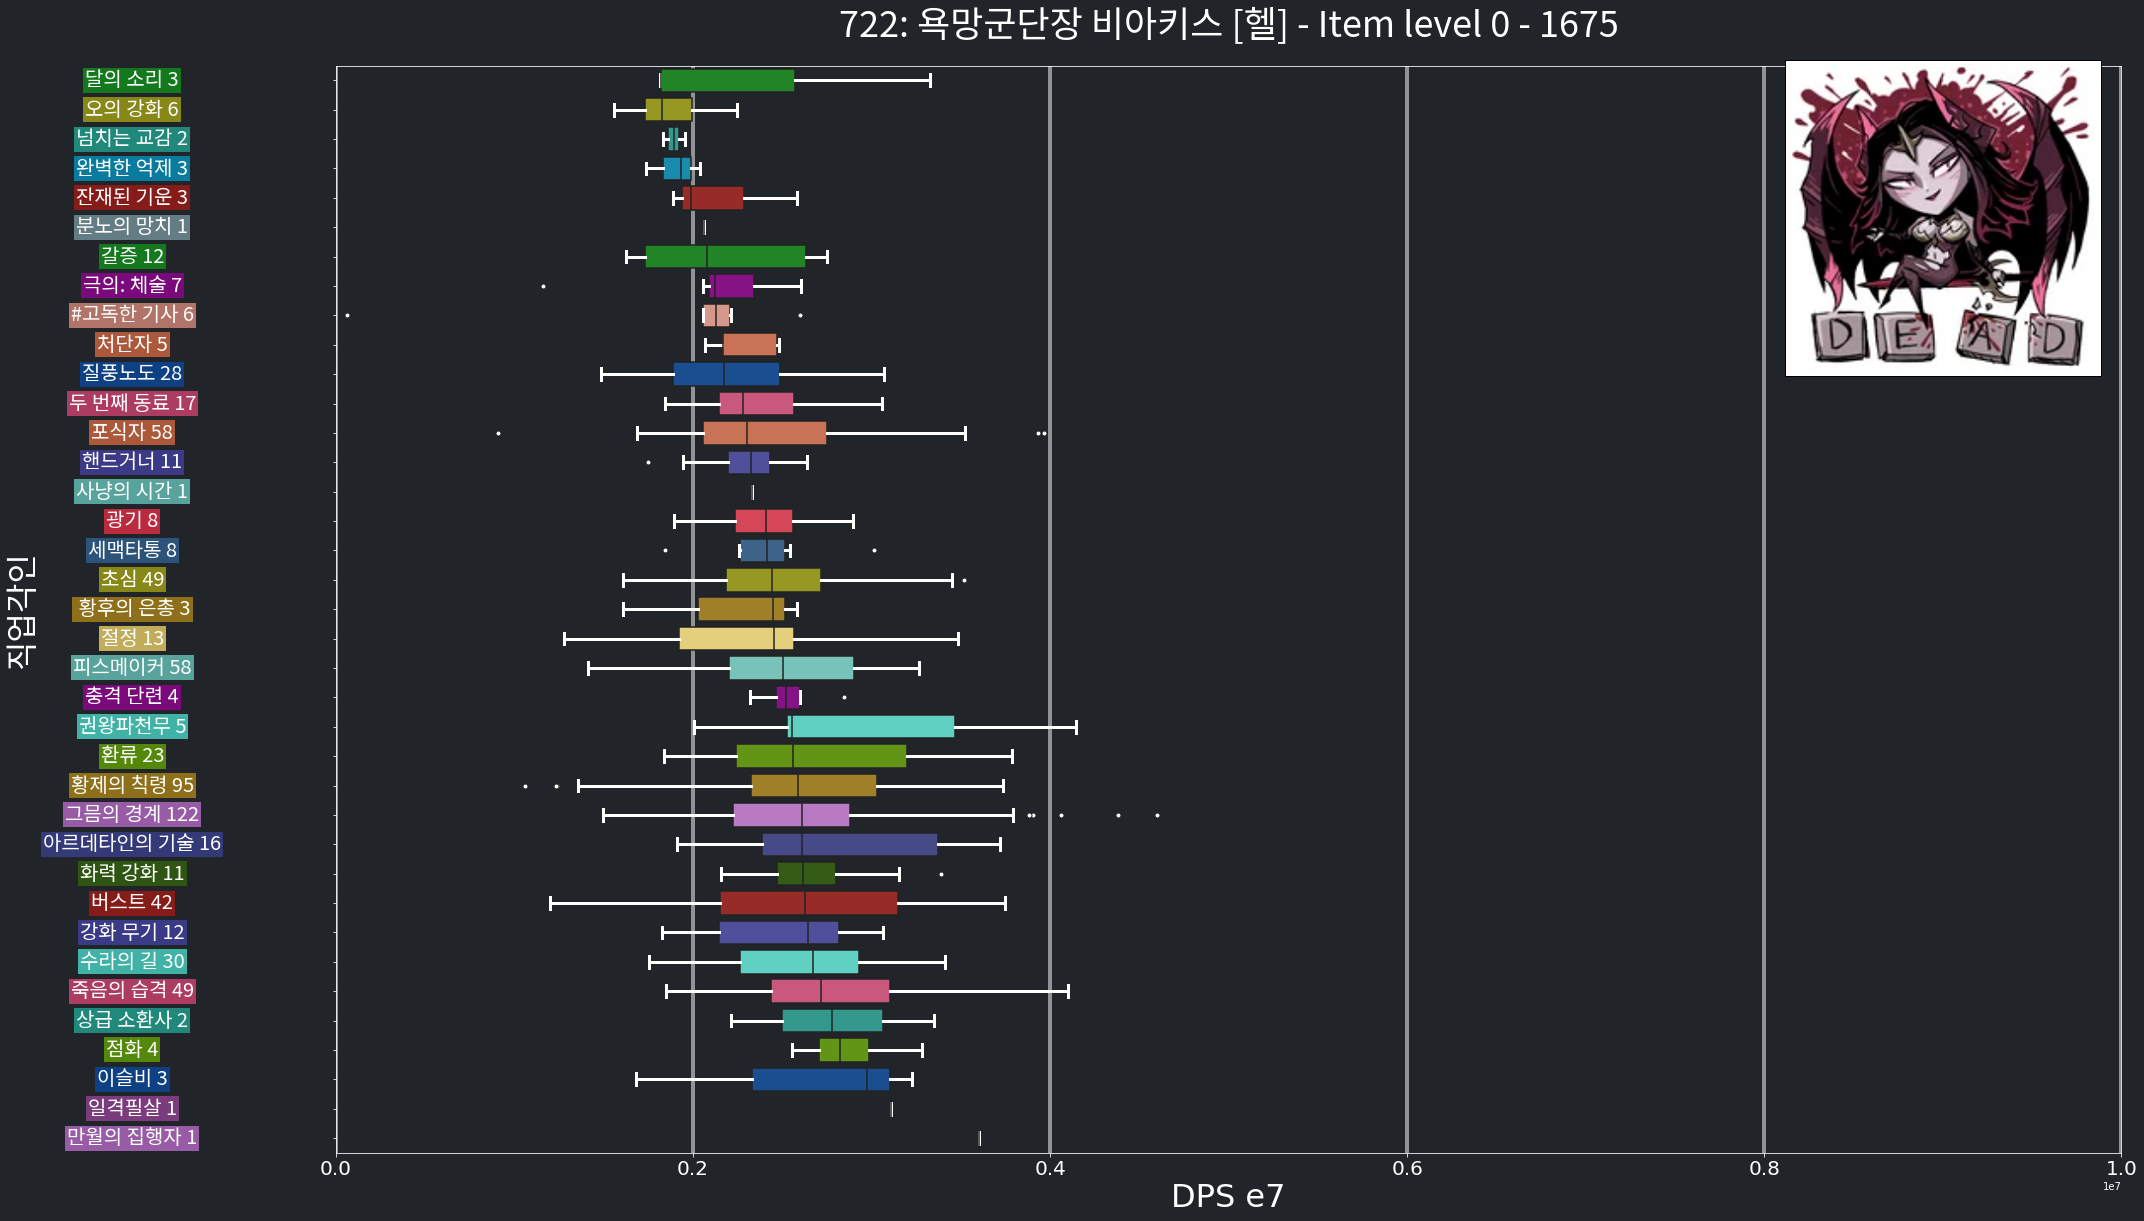 722: 욕망군단장 비아키스 [헬] - Item level 0 - 1675
달의 소리 3
오의 강화 6
넘치는 교감 2
완벽한 억제 3
잔재된 기운 3
분노의 망치 1
갈증 12
극의: 체술 7
#고독한 기사 6
처단자 5
질풍노도 28
두 번째 동료 17
포식자 58
핸드거너 11
사냥의 시간 1
광기 8
세맥타통 8
초심 49
황후의 은총 3
절정 13
피스메이커 58
충격 단련 4
권왕파천무 5
환류 23
황제의 칙령 95
그믐의 경계 122
아르데타인의 기술 16
화력 강화 11
버스트 42
강화 무기 12
수라의 길 30
죽음의 습격 49
상급 소환사 2
점화 4
이슬비 3
일격필살 1
만월의 집행자 1
직업각인
0.0 0.2 0.4 0.6 0.8 1.0
1e7
DPS e7
D E A D